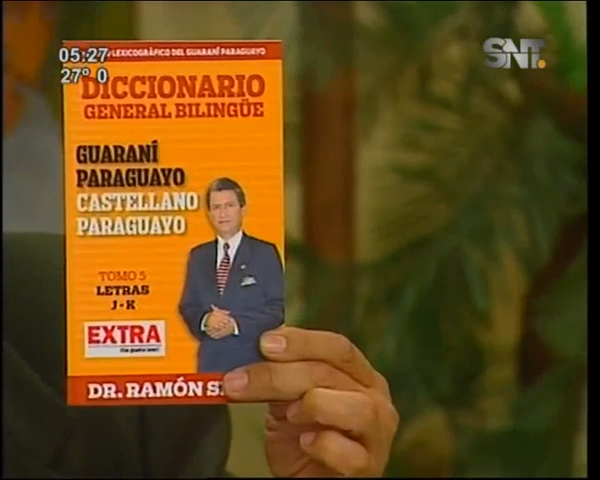 05:27
27º 0
SNT.
LEXICOGRÁFICO DEL GUARANÍ PARAGUAYO
DICCIONARIO
GENERAL BILINGÜE
GUARANÍ
PARAGUAYO
CASTELLANO
PARAGUAYO
TOMO 5
LETRAS
J - K
EXTRA
DR. RAMÓN